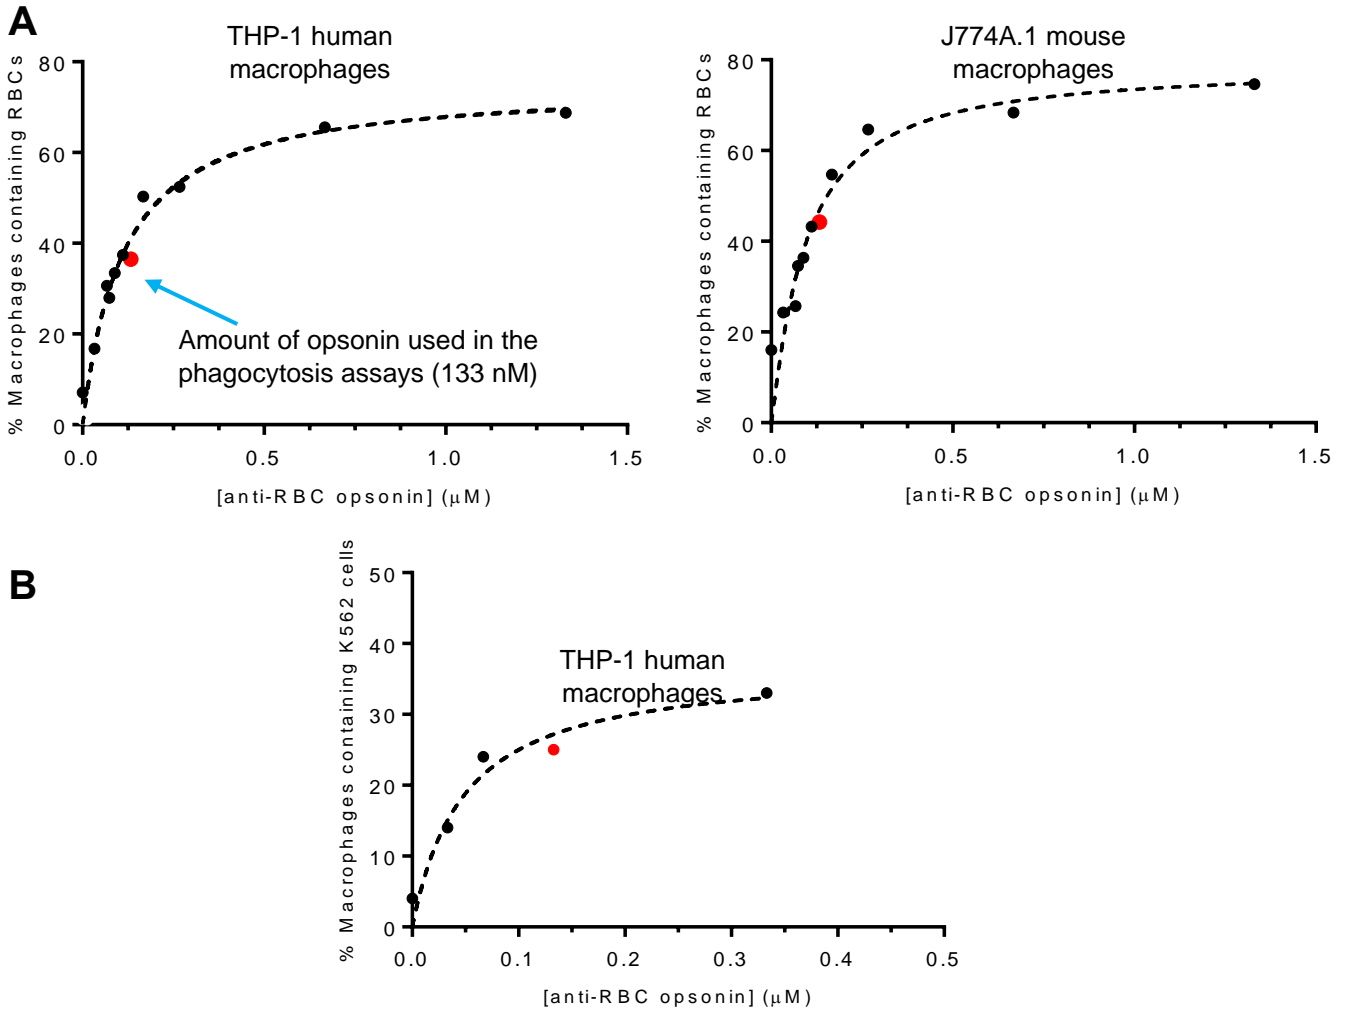 A
THP-1 human
macrophages
% Macrophages containing RBCs
80
60
40
20
0
Amount of opsonin used in the
phagocytosis assays (133 nM)
0.0
0.5
1.0
1.5
[anti-RBC opsonin] (μM)
J774A.1 mouse
macrophages
% Macrophages containing RBCs
80
60
40
20
0
0.0
0.5
1.0
1.5
[anti-RBC opsonin] (μM)
B
% Macrophages containing K562 cells
50
40
30
20
10
0
THP-1 human
macrophages
0.0
0.1
0.2
0.3
0.4
0.5
[anti-RBC opsonin] (μM)